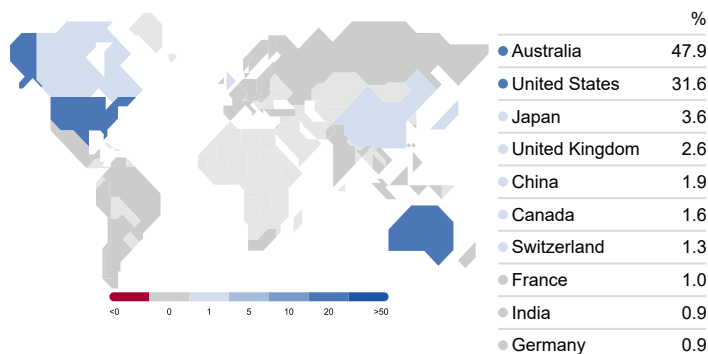 %
Australia 47.9
United States 31.6
Japan 3.6
United Kingdom 2.6
China 1.9
Canada 1.6
Switzerland 1.3
France 1.0
India 0.9
Germany 0.9
<0 0 1 5 10 20 >50